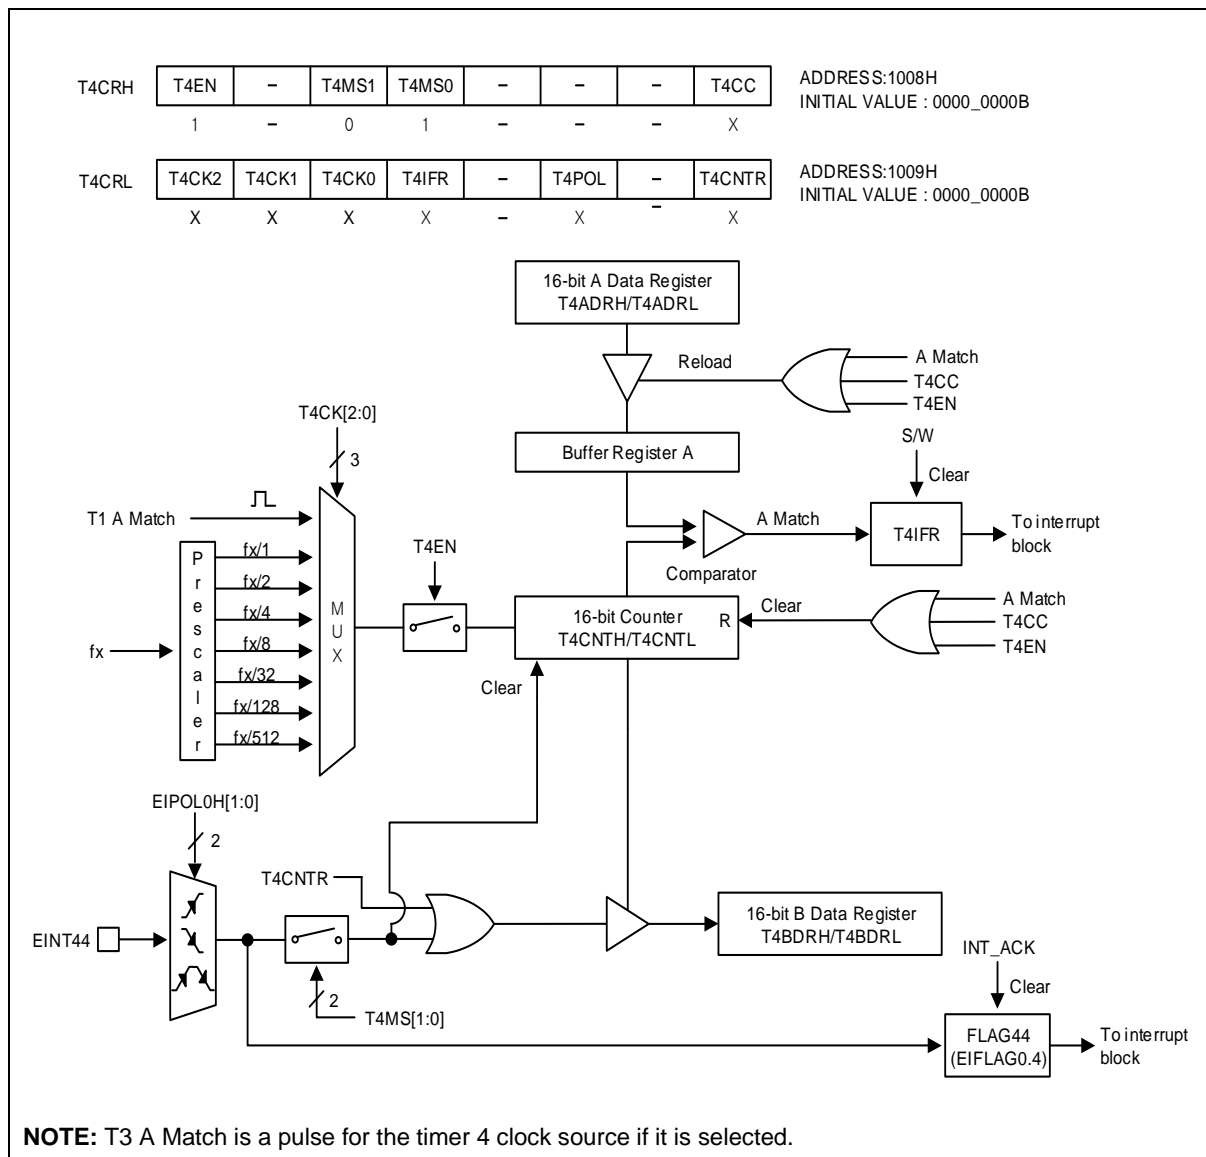 T4CRH T4EN – T4MS1 T4MS0 – – – T4CC ADDRESS:1008H
INITIAL VALUE : 0000_0000B
1 – 0 1 – – – X
T4CRL T4CK2 T4CK1 T4CK0 T4IFR – T4POL – T4CNTR ADDRESS:1009H
INITIAL VALUE : 0000_0000B
X X X X – X – X
16-bit A Data Register
T4ADRH/T4ADRL
Reload
A Match
T4CC
T4EN
T4CK[2:0]
3
Buffer Register A
S/W
Clear
T1 A Match
A Match
T4IFR
To interrupt
block
Comparator
Prescaler
fx/1
fx/2
fx/4
fx/8
fx/32
fx/128
fx/512
fx
MUX
T4EN
16-bit Counter
T4CNTH/T4CNTL
R
Clear
A Match
T4CC
T4EN
Clear
EIPOL0H[1:0]
2
T4CNTR
EINT44
2
T4MS[1:0]
16-bit B Data Register
T4BDRH/T4BDRL
INT_ACK
Clear
FLAG44
(EIFLAG0.4)
To interrupt
block
NOTE: T3 A Match is a pulse for the timer 4 clock source if it is selected.